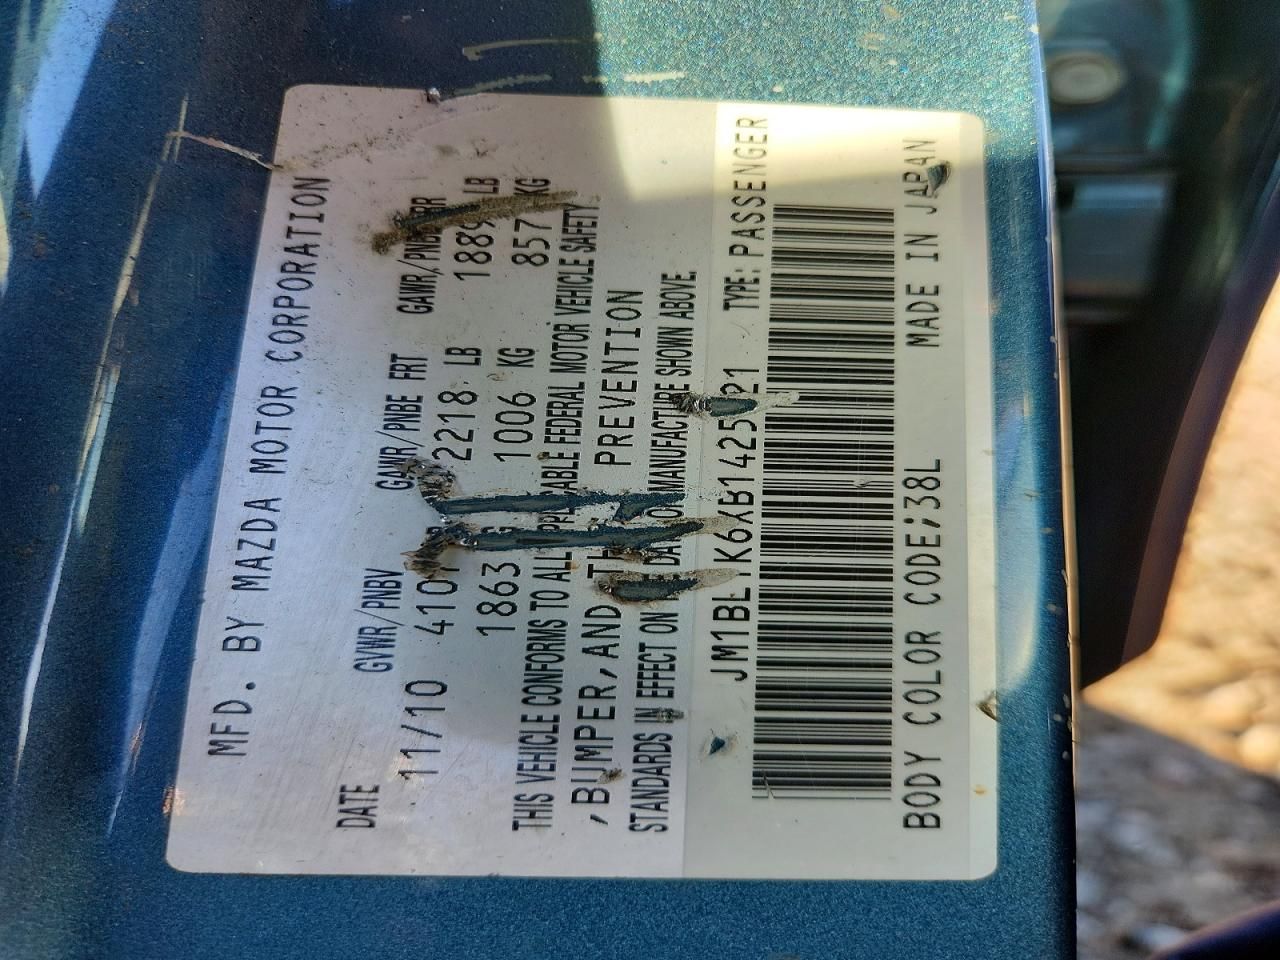 MFD. BY MAZDA MOTOR CORPORATION
DATE GVWR/PNBV GAWR/PNBE FRT GAWR/PNBE RR
11/10 2218 LB 1889 LB
1863 1006 KG 857 KG
THIS VEHICLE CONFORMS TO ALL APPLICABLE FEDERAL MOTOR VEHICLE SAFETY
,BUMPER,AND PREVENTION
STANDARDS IN EFFECT ON THE DATE OF MANUFACTURE SHOWN ABOVE.
TYPE: PASSENGER
BODY COLOR CODE;38L MADE IN JAPAN